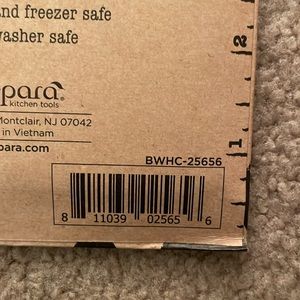 nd freezer safe
washer safe
para
kitchen tools
Montclair, NJ 07042
in Vietnam
para.com
BWHC-25656
8 11039 02565 6
1
2